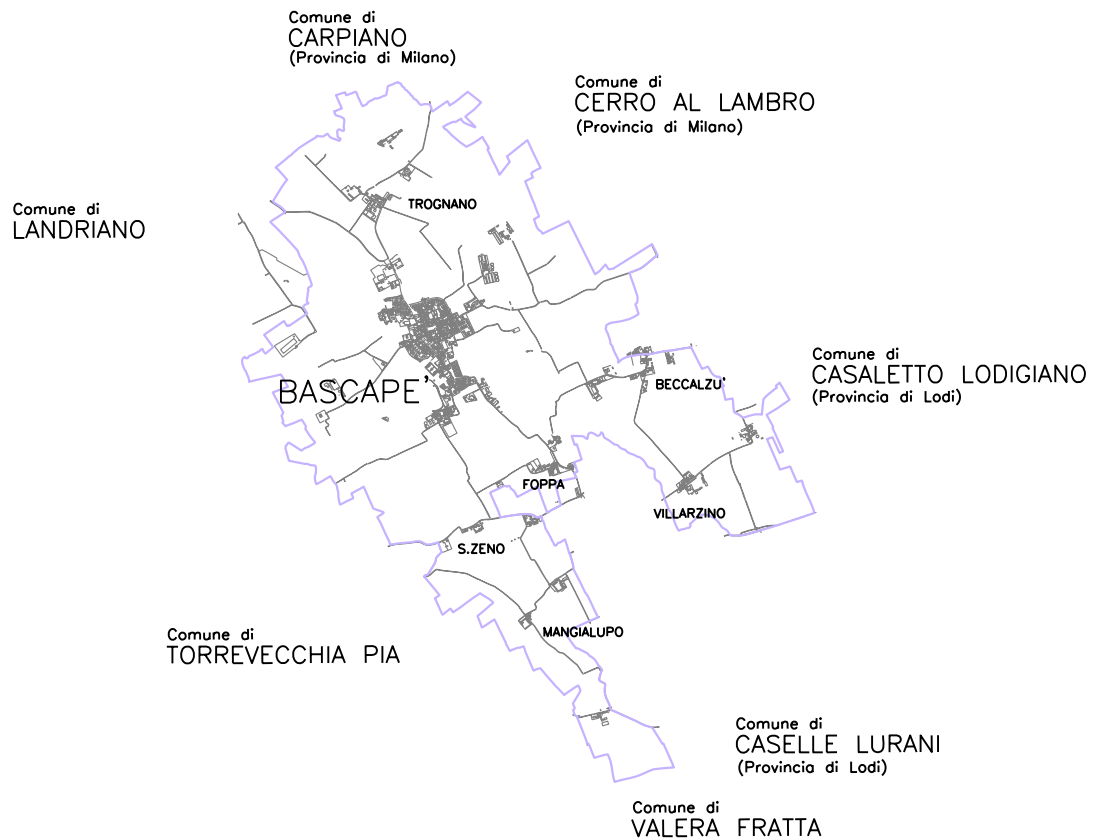 Comune di
CARPIANO
(Provincia di Milano)
Comune di
CERRO AL LAMBRO
(Provincia di Milano)
TROGNANO
Comune di
LANDRIANO
Comune di
CASALETTO LODIGIANO
(Provincia di Lodi)
BASCAPE'
BECCALZU'
FOPPA
VILLARZINO
S.ZENO
MANGIALUPO
Comune di
TORREVECCHIA PIA
Comune di
CASELLE LURANI
(Provincia di Lodi)
Comune di
VALERA FRATTA